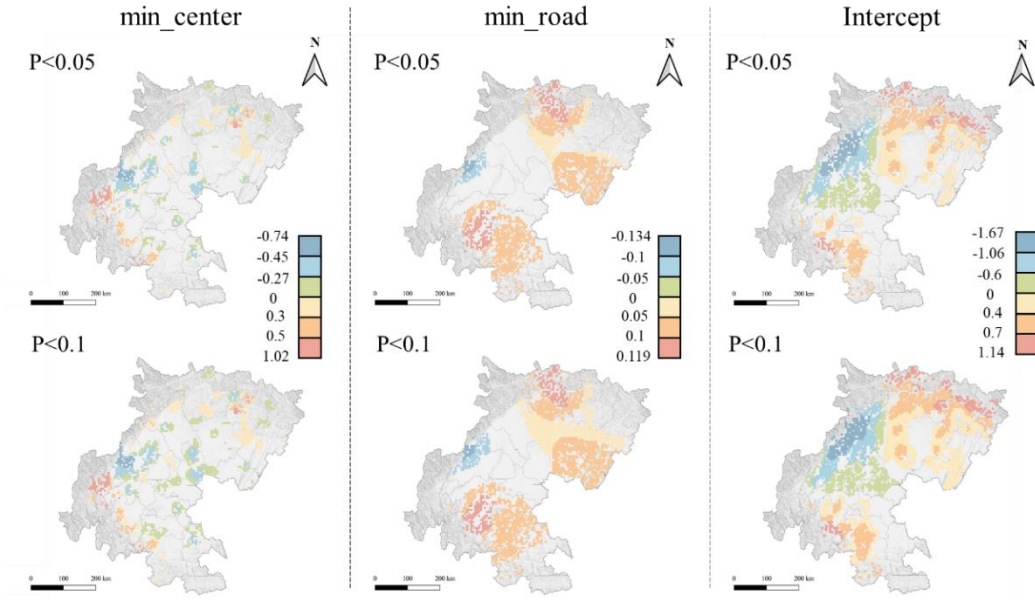 min_center
min_road
Intercept
P<0.05
N
P<0.05
N
P<0.05
N
-0.74
-0.45
-0.27
0
0.3
0.5
1.02
-0.134
-0.1
-0.05
0
0.05
0.1
0.119
-1.67
-1.06
-0.6
0
0.4
0.7
1.14
0 100 200 km
0 100 200 km
0 100 200 km
P<0.1
P<0.1
P<0.1
0 100 200 km
0 100 200 km
0 100 200 km